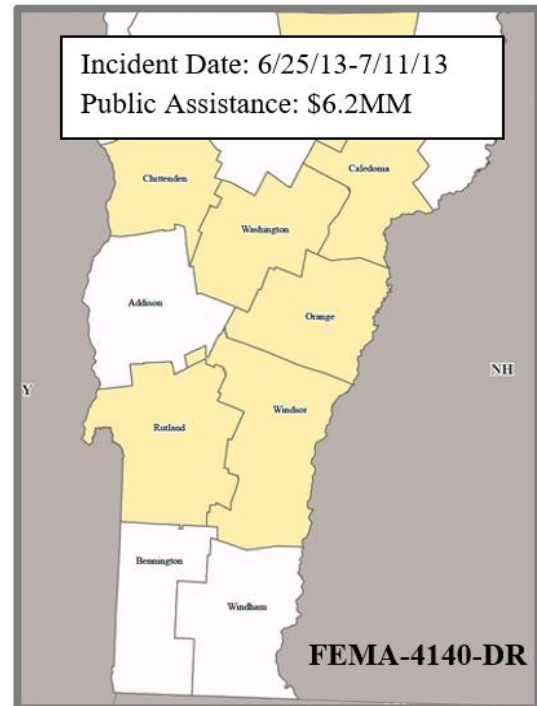 Incident Date: 6/25/13-7/11/13
Public Assistance: $6.2MM
Chittenden
Caledonia
Washington
Addison
Orange
Y
NH
Windsor
Rutland
Bennington
Windham
FEMA-4140-DR